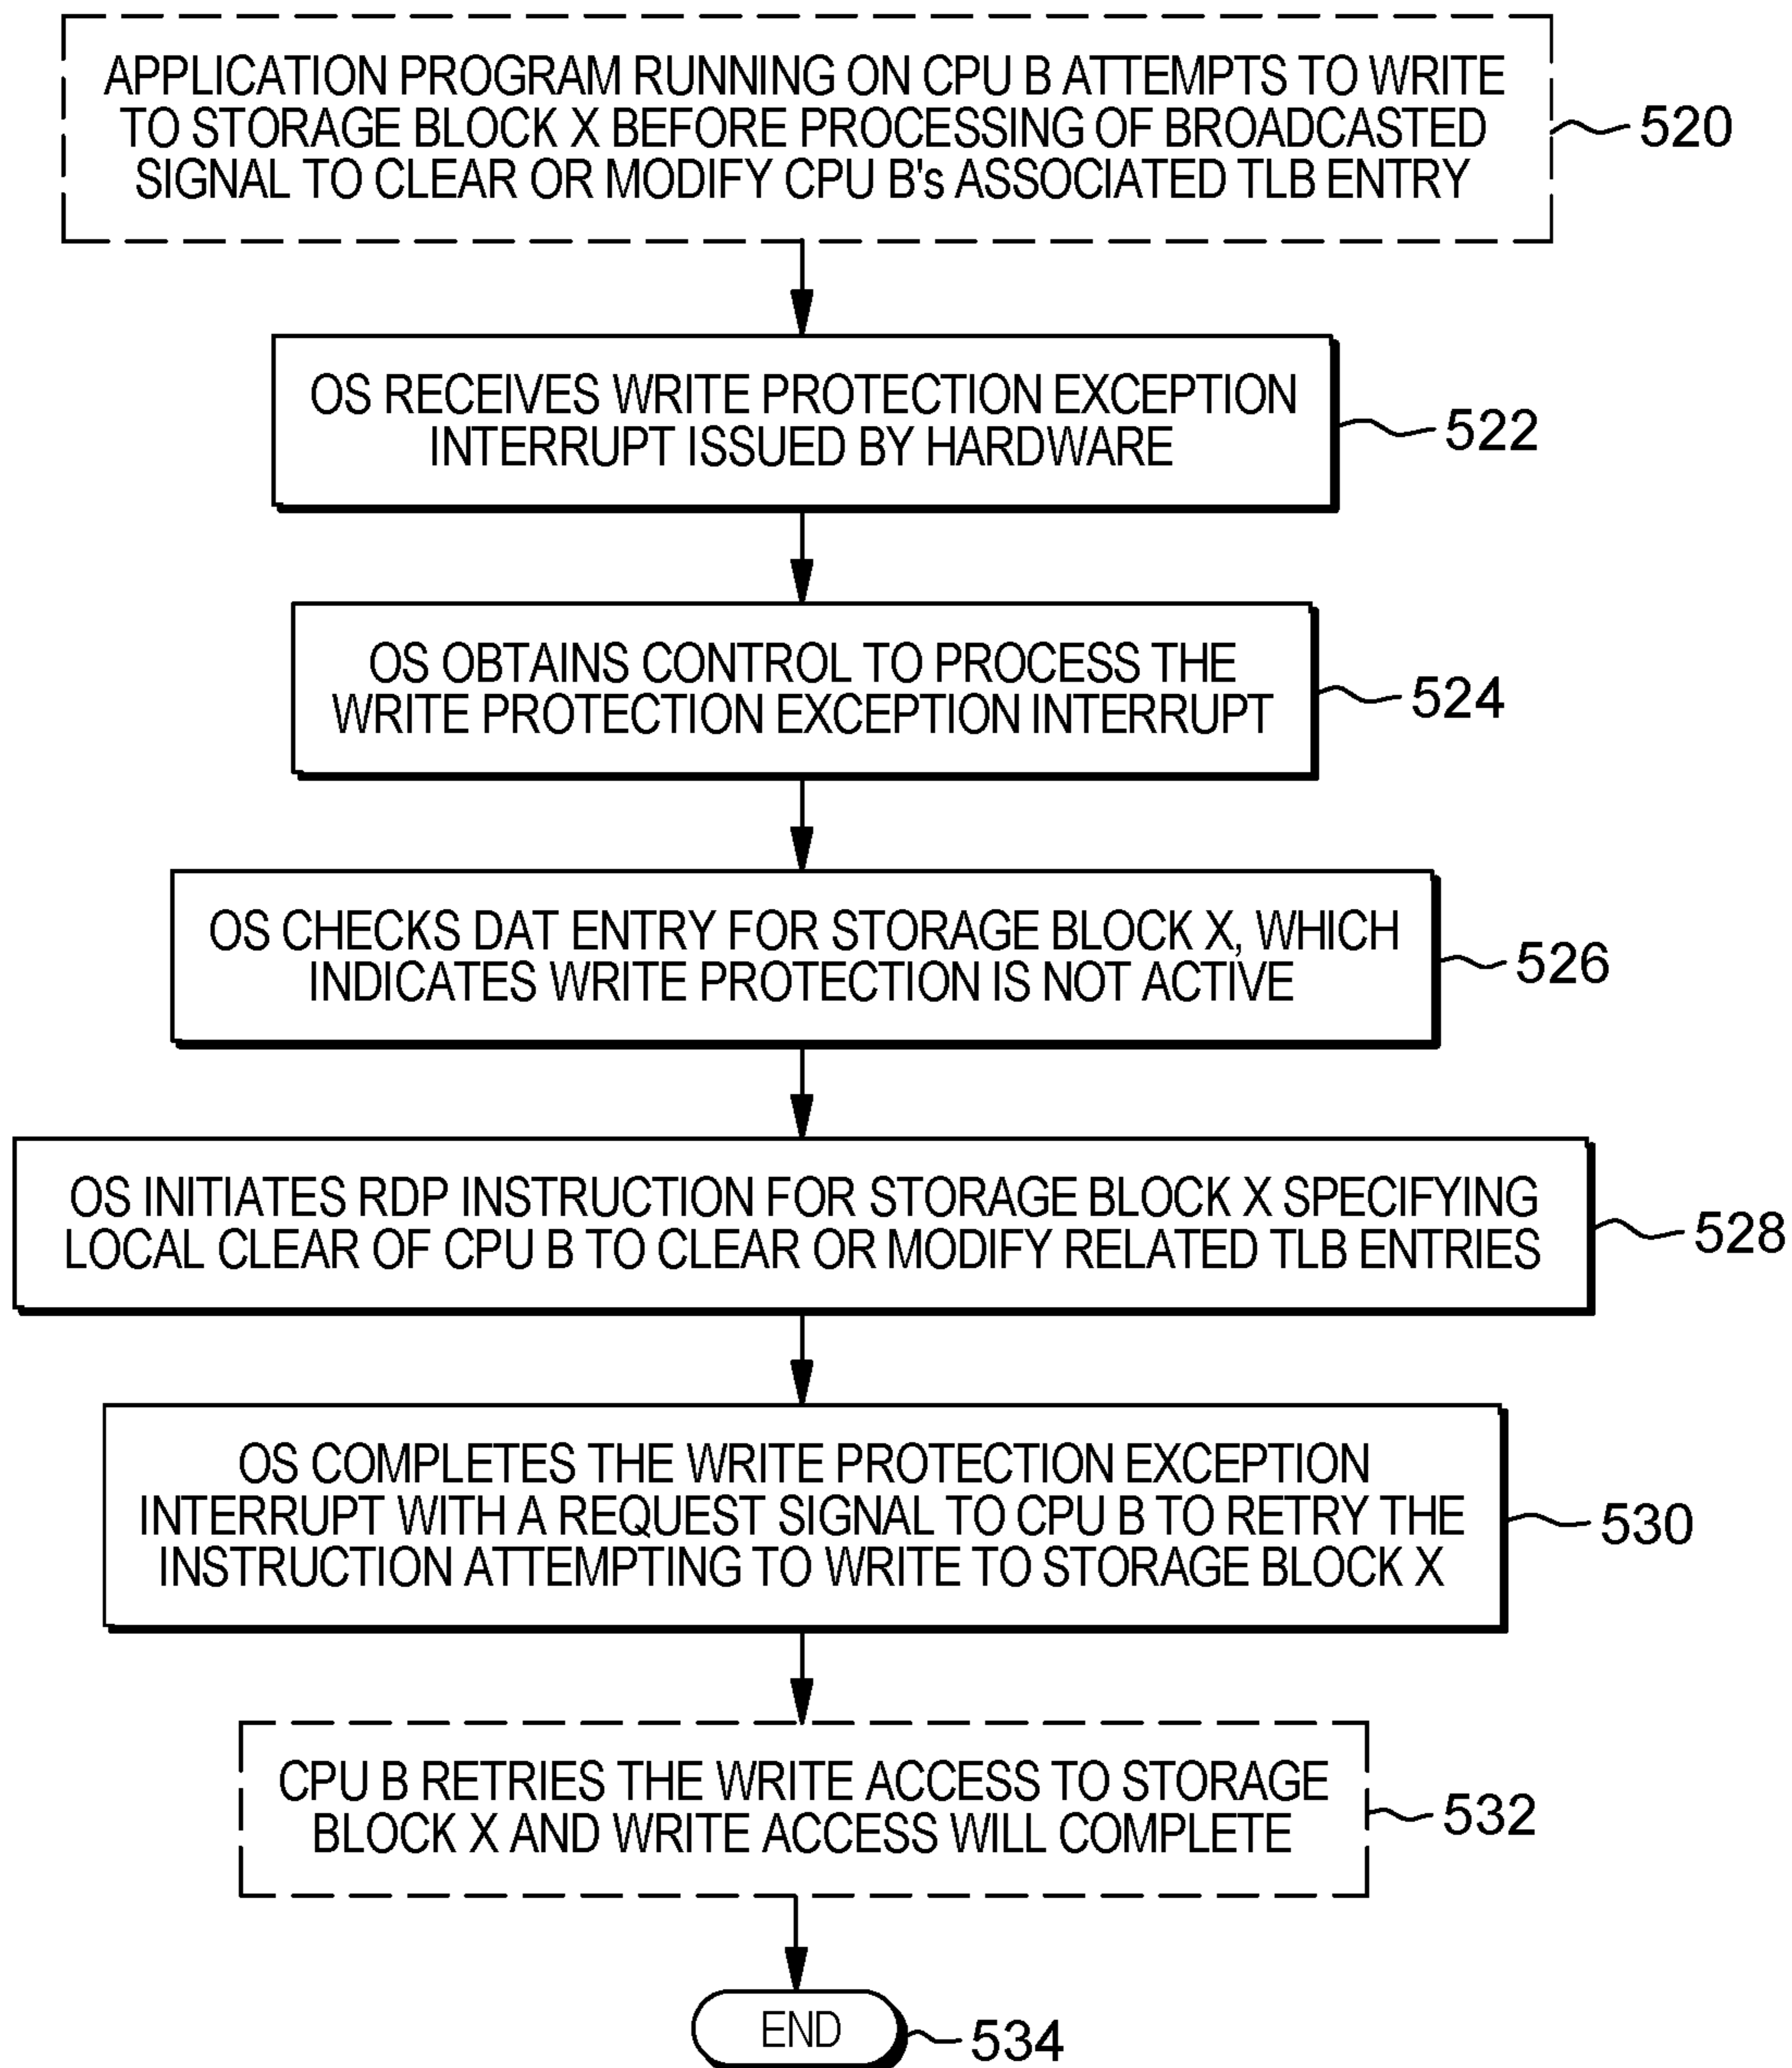 APPLICATION PROGRAM RUNNING ON CPU B ATTEMPTS TO WRITE
TO STORAGE BLOCK X BEFORE PROCESSING OF BROADCASTED
SIGNAL TO CLEAR OR MODIFY CPU B's ASSOCIATED TLB ENTRY
520
OS RECEIVES WRITE PROTECTION EXCEPTION
INTERRUPT ISSUED BY HARDWARE
522
OS OBTAINS CONTROL TO PROCESS THE
WRITE PROTECTION EXCEPTION INTERRUPT
524
OS CHECKS DAT ENTRY FOR STORAGE BLOCK X, WHICH
INDICATES WRITE PROTECTION IS NOT ACTIVE
526
OS INITIATES RDP INSTRUCTION FOR STORAGE BLOCK X SPECIFYING
LOCAL CLEAR OF CPU B TO CLEAR OR MODIFY RELATED TLB ENTRIES
528
OS COMPLETES THE WRITE PROTECTION EXCEPTION
INTERRUPT WITH A REQUEST SIGNAL TO CPU B TO RETRY THE
INSTRUCTION ATTEMPTING TO WRITE TO STORAGE BLOCK X
530
CPU B RETRIES THE WRITE ACCESS TO STORAGE
BLOCK X AND WRITE ACCESS WILL COMPLETE
532
END
534